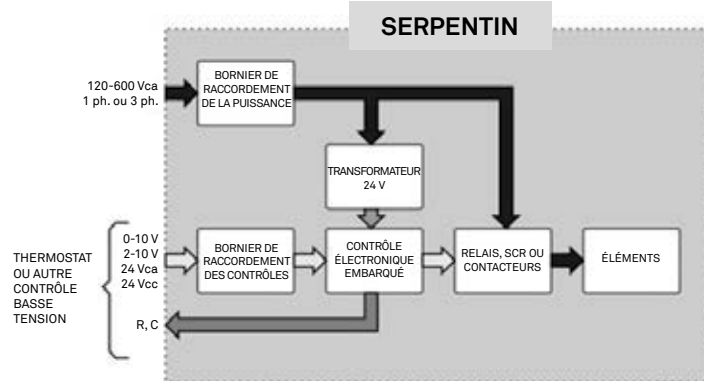 SERPENTIN
120-600 Vca
1 ph. ou 3 ph.
BORNIER DE
RACCORDEMENT
DE LA PUISSANCE
TRANSFORMATEUR
24 V
THERMOSTAT
OU AUTRE
CONTRÔLE
BASSE
TENSION
0-10 V
2-10 V
24 Vca
24 Vcc
R, C
BORNIER DE
RACCORDEMENT
DES CONTRÔLES
CONTRÔLE
ÉLECTRONIQUE
EMBARQUÉ
RELAIS, SCR OU
CONTACTEURS
ÉLÉMENTS